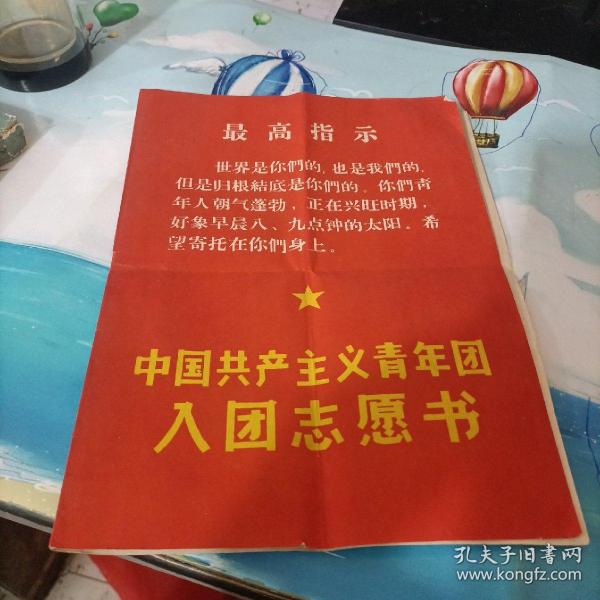 最高指示
世界是你們的，也是我們的，
但是归根結底是你們的。你們青
年人朝气蓬勃，正在兴旺时期，
好象早晨八、九点钟的太阳。希
望寄托在你們身上。
中国共产主义青年团
入团志愿书
孔夫子旧书网
www.kongfz.com